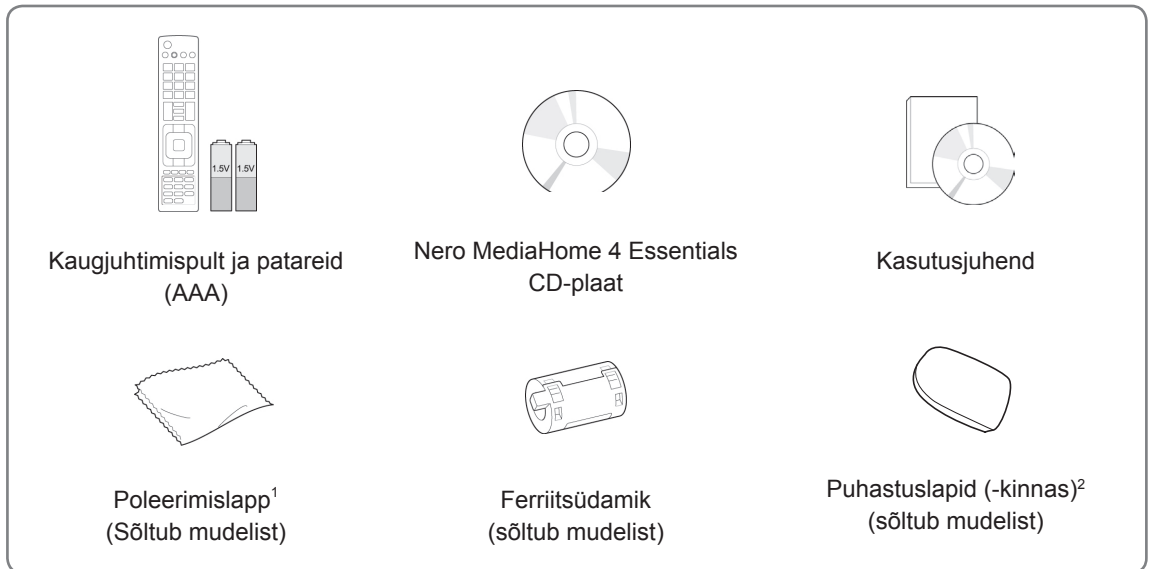 1.5V 1.5V
Kaugjuhtimispult ja patareid
(AAA)
Nero MediaHome 4 Essentials
CD-plaat
Kasutusjuhend
Poleerimislapp¹
(Sõltub mudelist)
Ferriitsüdamik
(sõltub mudelist)
Puhastuslapid (-kinnas)²
(sõltub mudelist)